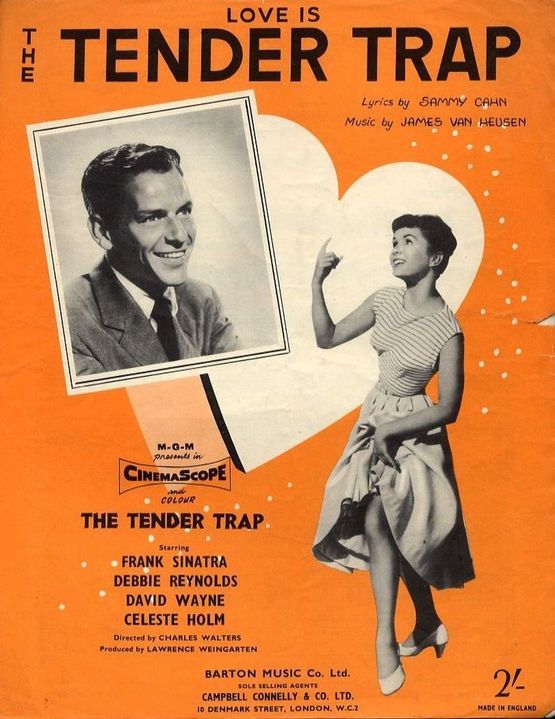 LOVE IS
THE TENDER TRAP
Lyrics by SAMMY CAHN
Music by JAMES VAN HEUSEN
M-G-M
presents in
CINEMASCOPE
and
COLOUR
THE TENDER TRAP
Starring
FRANK SINATRA
DEBBIE REYNOLDS
DAVID WAYNE
CELESTE HOLM
Directed by CHARLES WALTERS
Produced by LAWRENCE WEINGARTEN
BARTON MUSIC Co. Ltd.
SOLE SELLING AGENTS
CAMPBELL CONNELLY & CO. LTD.
10 DENMARK STREET, LONDON, W.C.2
2/-
MADE IN ENGLAND